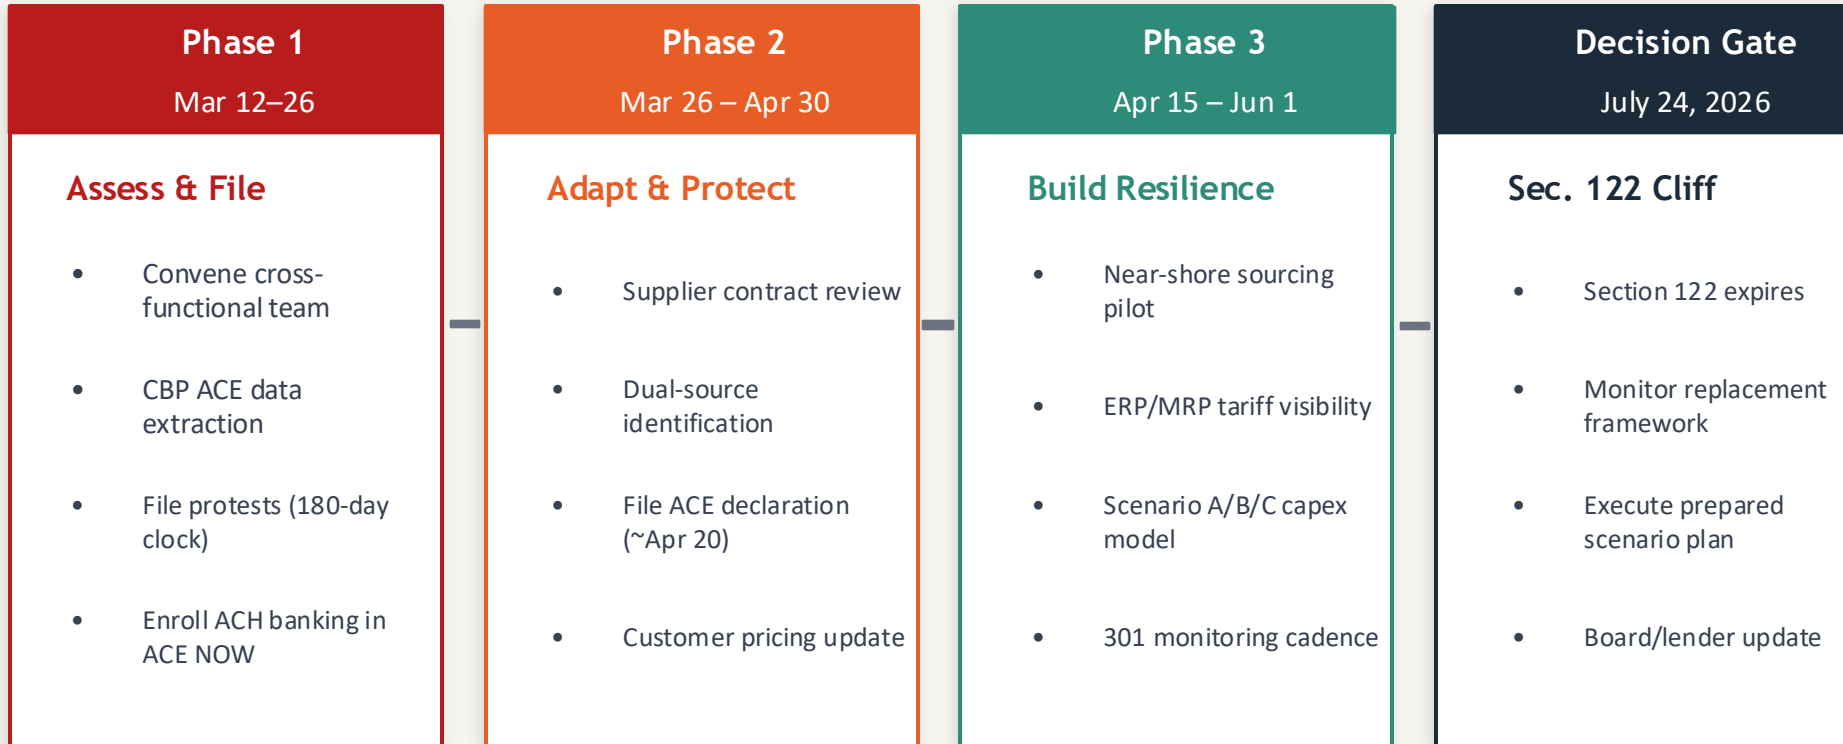 Phase 1
Mar 12–26
Assess & File
• Convene cross-
functional team
• CBP ACE data
extraction
• File protests (180-day
clock)
• Enroll ACH banking in
ACE NOW
Phase 2
Mar 26 – Apr 30
Adapt & Protect
• Supplier contract review
• Dual-source
identification
• File ACE declaration
(~Apr 20)
• Customer pricing update
Phase 3
Apr 15 – Jun 1
Build Resilience
• Near-shore sourcing
pilot
• ERP/MRP tariff visibility
• Scenario A/B/C capex
model
• 301 monitoring cadence
Decision Gate
July 24, 2026
Sec. 122 Cliff
• Section 122 expires
• Monitor replacement
framework
• Execute prepared
scenario plan
• Board/lender update